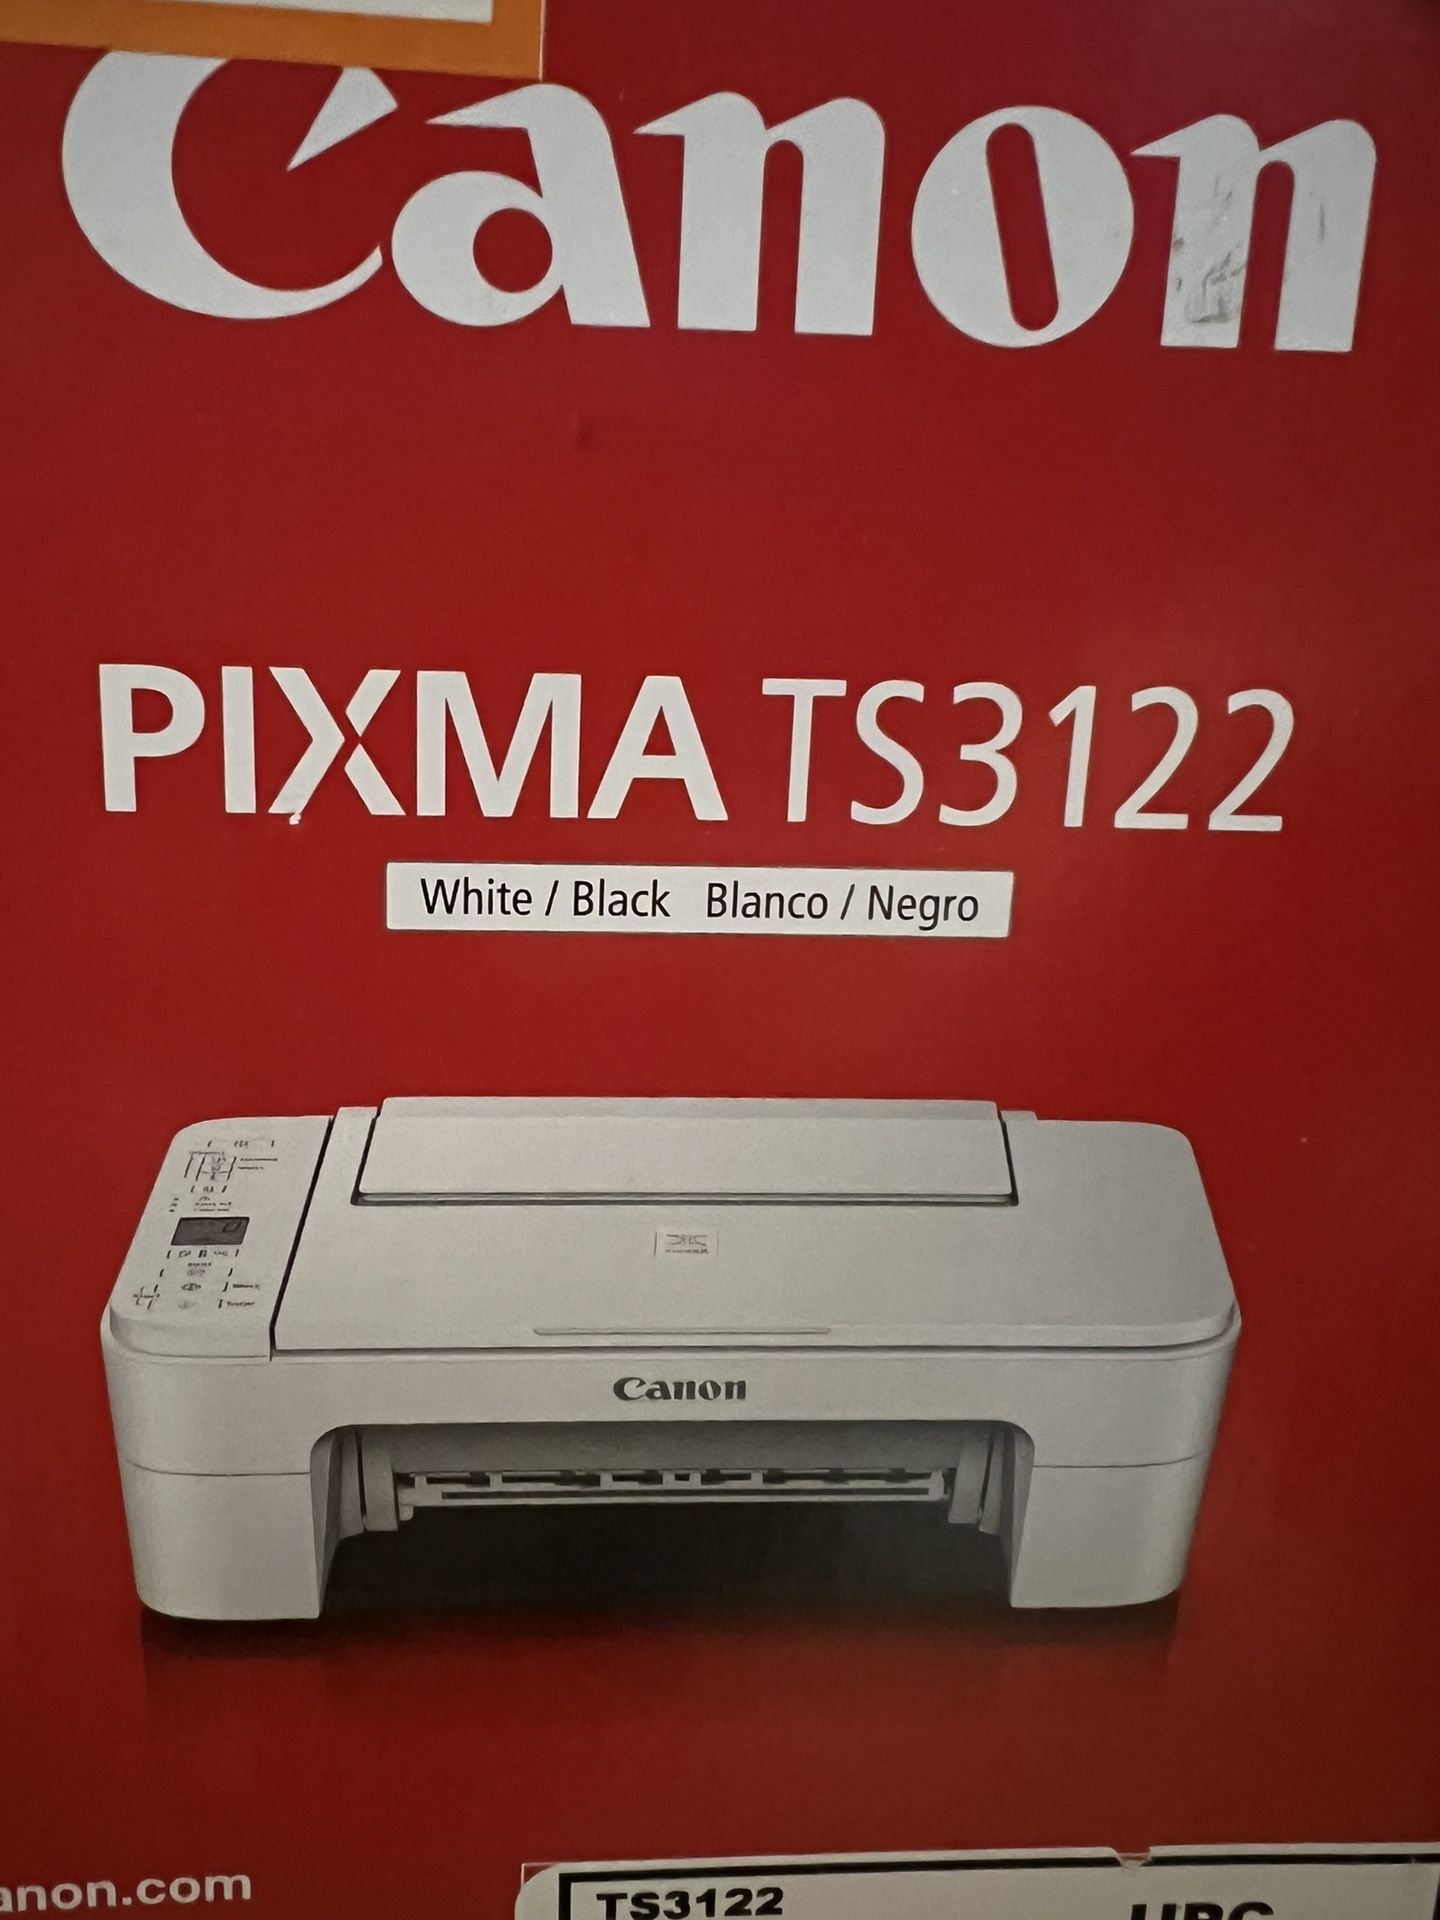 Canon
PIXMA TS3122
White / Black Blanco / Negro
Canon
anon.com
TS3122
UPC